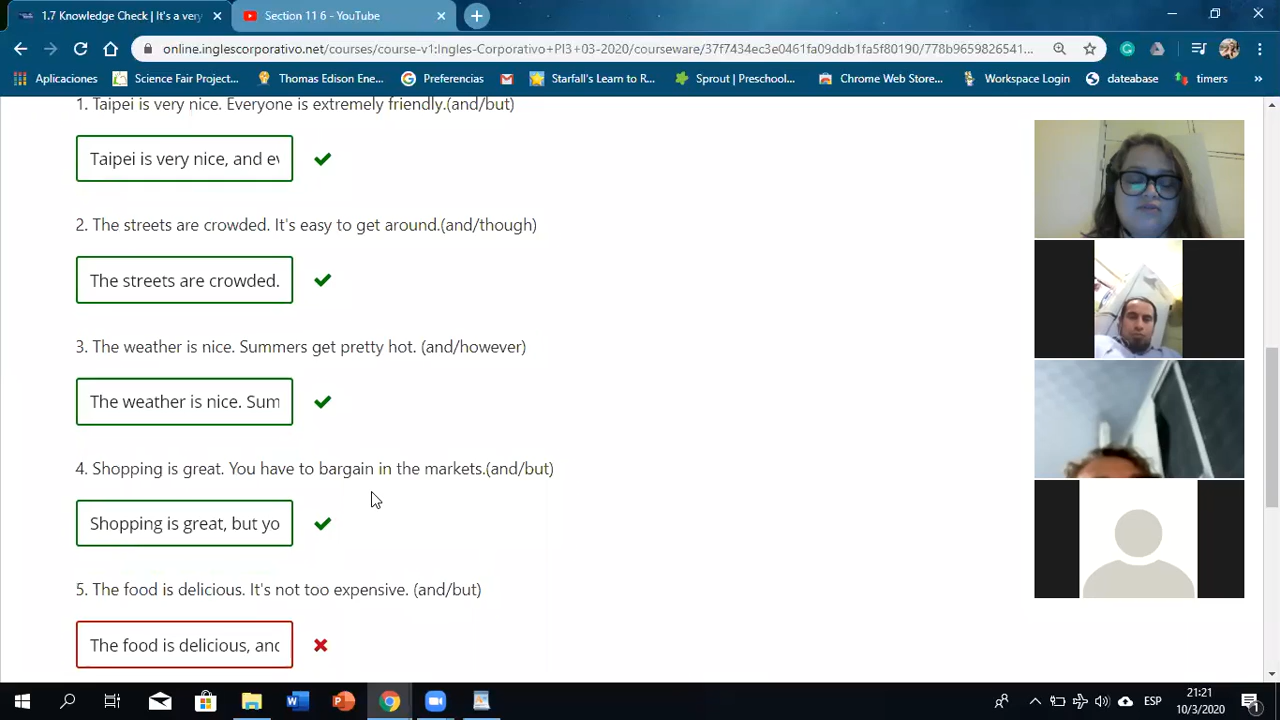 1.7 Knowledge Check | It's a very
Section 11 6 - YouTube
online.inglescorporativo.net/courses/course-v1:Ingles-Corporativo+PI3+03-2020/courseware/37f7434ec3e0461fa09ddb1fa5f80190/778b9659826541...
Aplicaciones
Science Fair Project...
Thomas Edison Ene...
Preferencias
Starfall's Learn to R...
Sprout | Preschool...
Chrome Web Store...
Workspace Login
dateabase
timers
1. Taipei is very nice. Everyone is extremely friendly.(and/but)
Taipei is very nice, and ev
2. The streets are crowded. It's easy to get around.(and/though)
The streets are crowded.
3. The weather is nice. Summers get pretty hot. (and/however)
The weather is nice. Sum
4. Shopping is great. You have to bargain in the markets.(and/but)
Shopping is great, but yo
5. The food is delicious. It's not too expensive. (and/but)
The food is delicious, and
ESP
21:21
10/3/2020